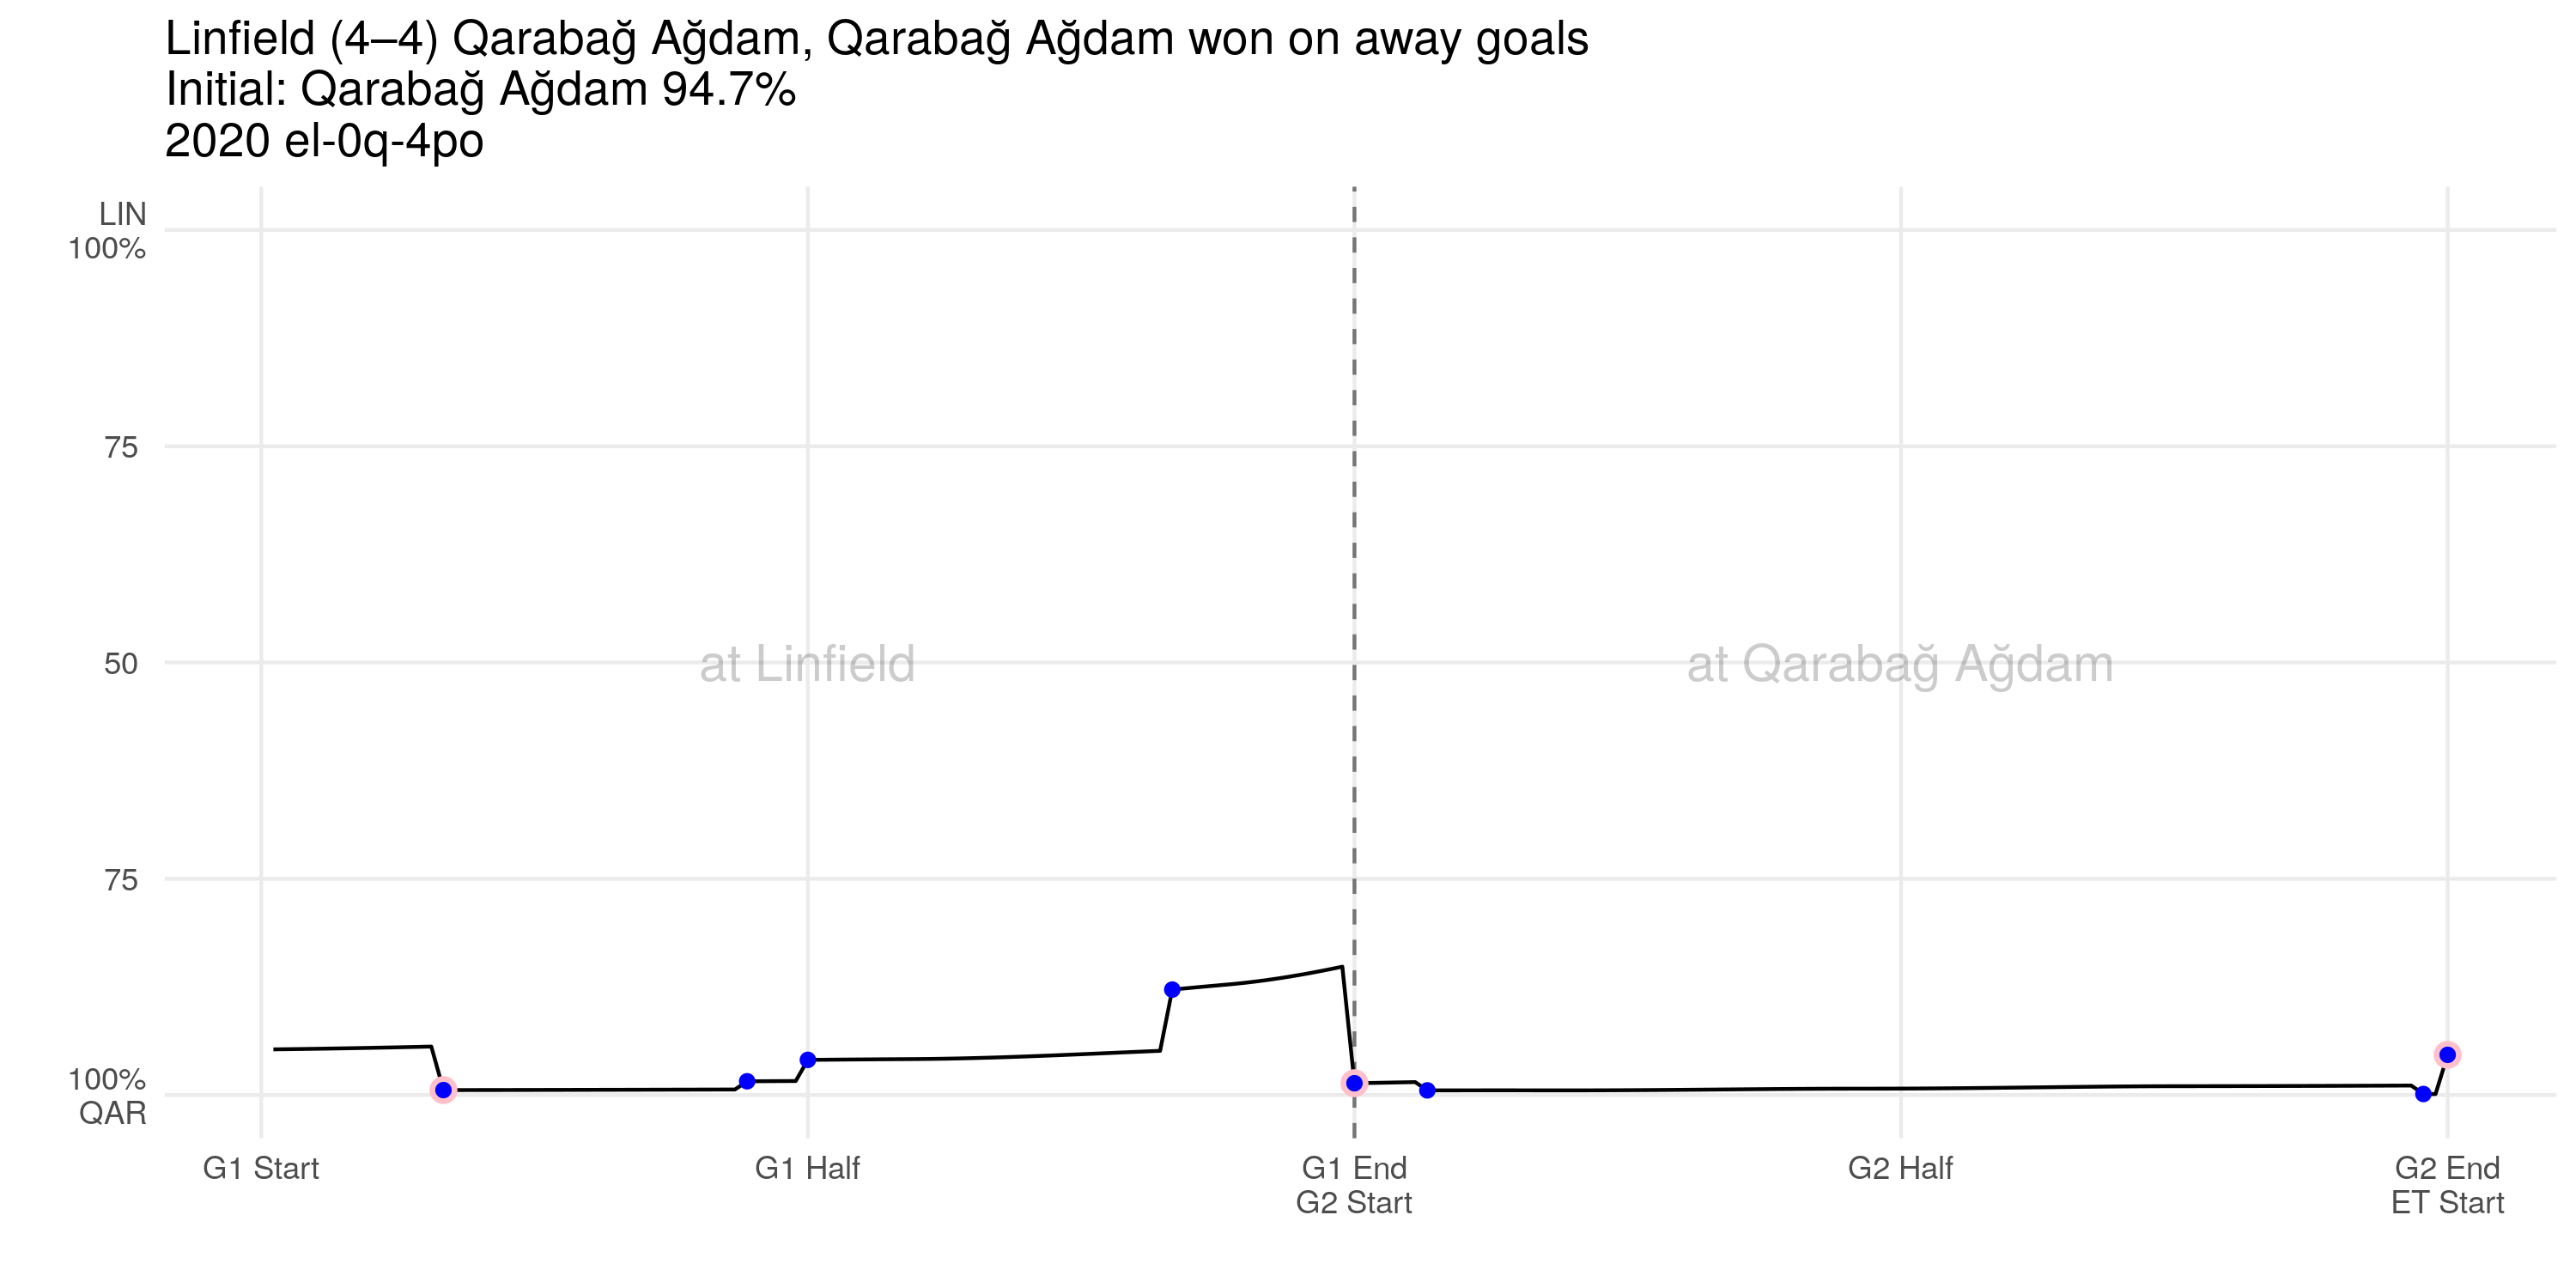 Linfield (4–4) Qarabağ Ağdam, Qarabağ Ağdam won on away goals
Initial: Qarabağ Ağdam 94.7%
2020 el-0q-4po
LIN
100%
75
50
75
100%
QAR
at Linfield
at Qarabağ Ağdam
G1 Start
G1 Half
G1 End
G2 Start
G2 Half
G2 End
ET Start